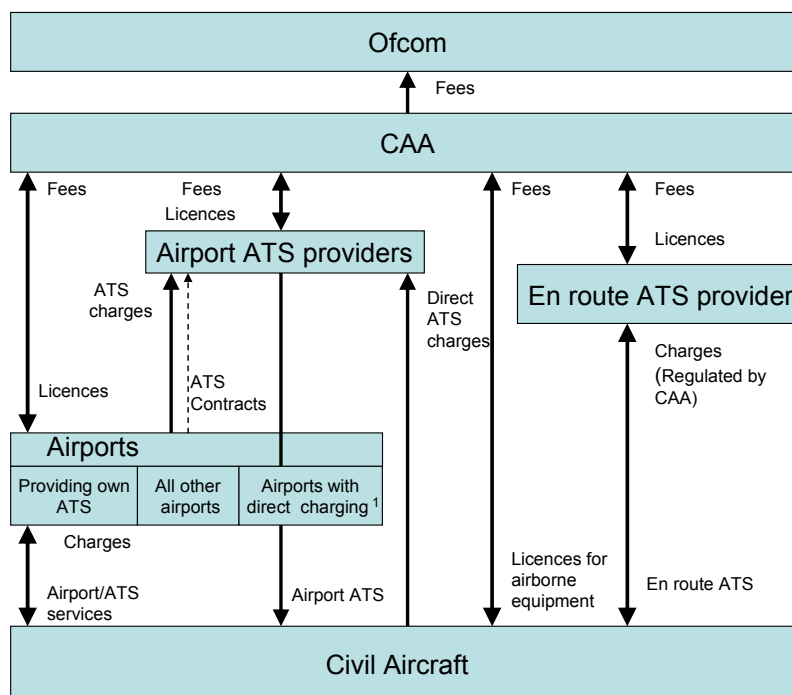 Ofcom
Fees
CAA
Fees
Fees
Licences
Fees
Fees
Licences
Airport ATS providers
En route ATS provider
ATS
charges
Direct
ATS
charges
Charges
(Regulated by
CAA)
ATS
Contracts
Licences
Airports
Providing own
ATS
All other
airports
Airports with
direct charging 1
Charges
Airport/ATS
services
Airport ATS
Licences for
airborne
equipment
En route ATS
Civil Aircraft